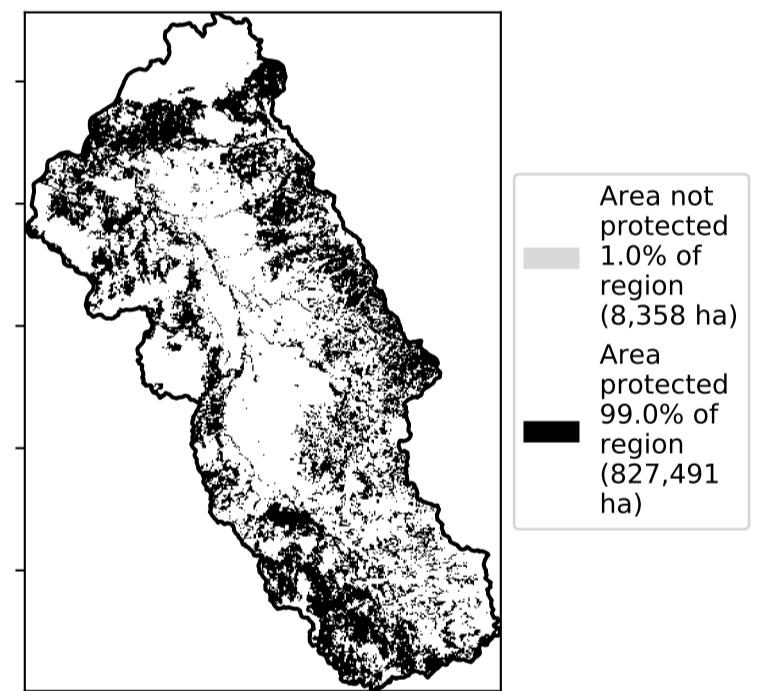 Area not
protected
1.0% of
region
(8,358 ha)
Area
protected
99.0% of
region
(827,491
ha)